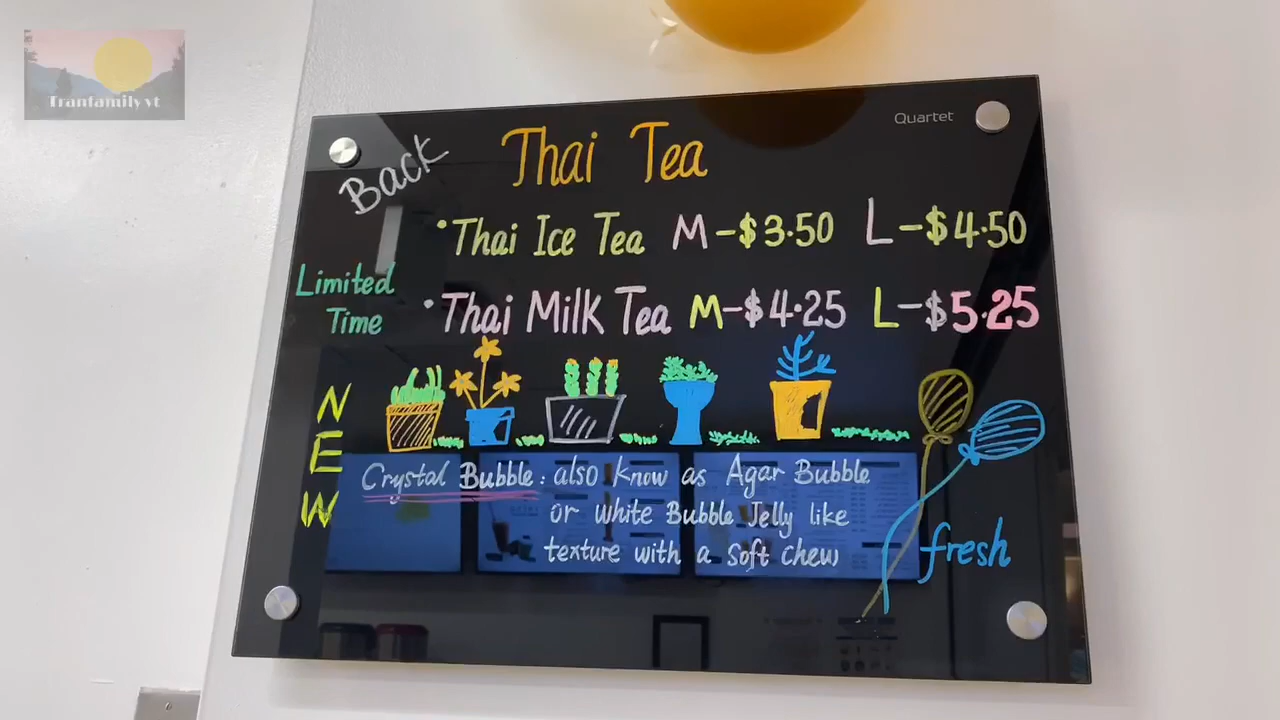 Tranfamily yt
Quartet
Back
Thai Tea
• Thai Ice Tea M-$3.50 L-$4.50
Limited
Time
• Thai Milk Tea M-$4.25 L-$5.25
NEW
Crystal Bubble: also know as Agar Bubble
or white Bubble Jelly like
texture with a soft chew
fresh